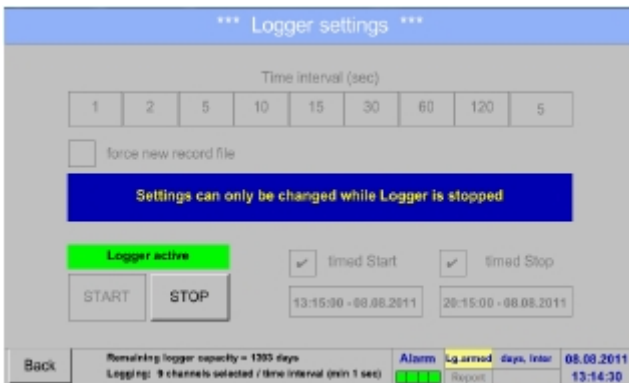 *** Logger settings ***
Time interval (sec)
1 2 5 10 15 30 60 120 5
force new record file
Settings can only be changed while Logger is stopped
Logger active
✔ timed Start ✔ timed Stop
START STOP
13:15:00 - 08.08.2011 20:15:00 - 08.08.2011
Back
Remaining logger capacity = 1303 days
Logging: 9 channels selected / time interval (min 1 sec)
Alarm Lg.armed days, Inter 08.08.2011
Report 13:14:30